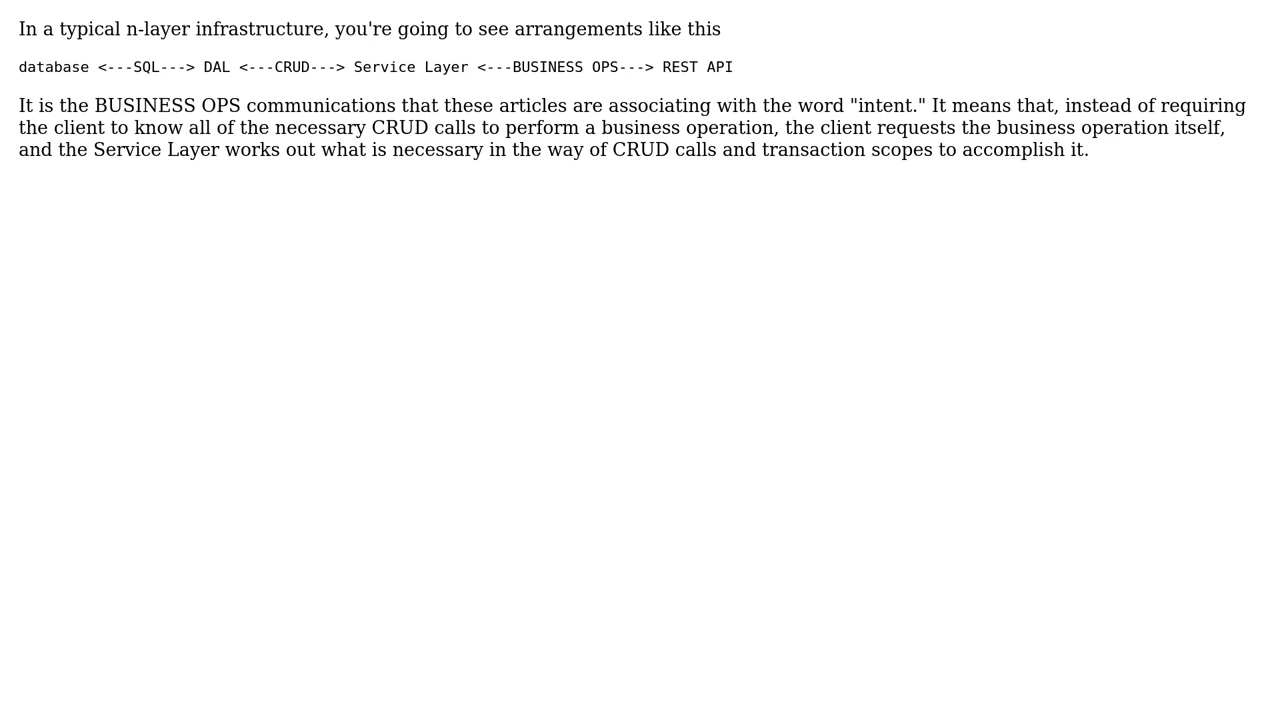 In a typical n-layer infrastructure, you're going to see arrangements like this
database <---SQL---> DAL <---CRUD---> Service Layer <---BUSINESS OPS---> REST API
It is the BUSINESS OPS communications that these articles are associating with the word "intent." It means that, instead of requiring
the client to know all of the necessary CRUD calls to perform a business operation, the client requests the business operation itself,
and the Service Layer works out what is necessary in the way of CRUD calls and transaction scopes to accomplish it.